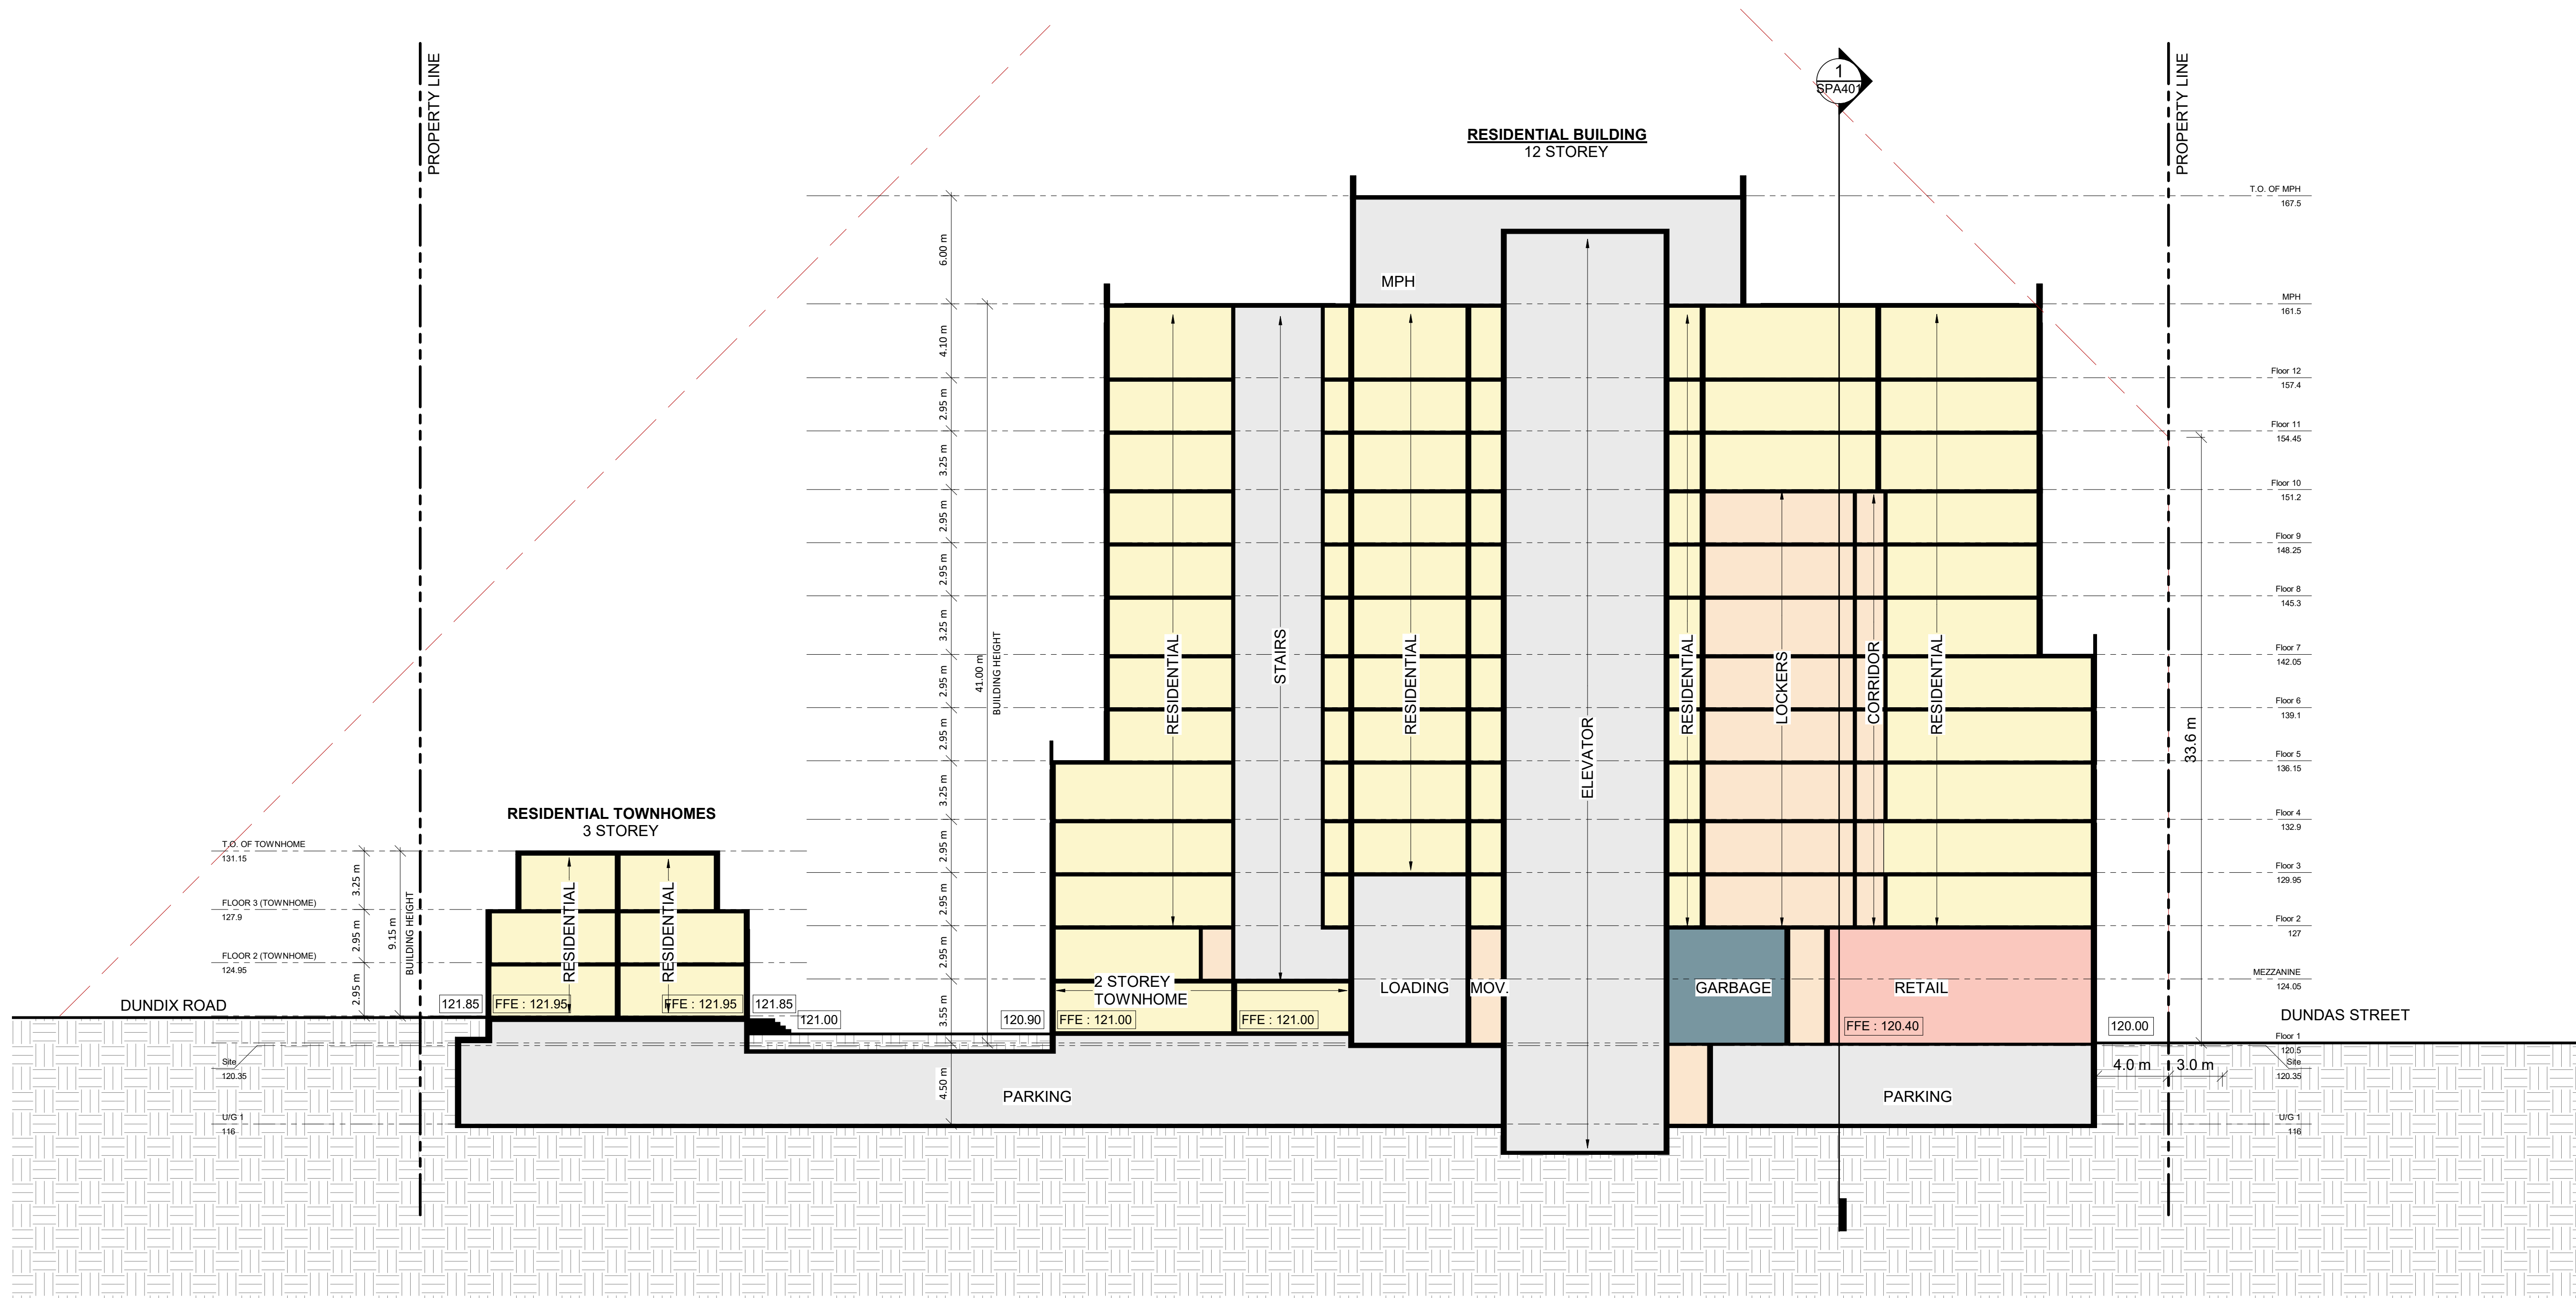 PROPERTY LINE
PROPERTY LINE
1
SPA401
RESIDENTIAL BUILDING
12 STOREY
T.O. OF MPH
167.5
6.00 m
MPH
MPH
161.5
4.10 m
Floor 12
157.4
2.95 m
Floor 11
154.45
3.25 m
Floor 10
151.2
2.95 m
Floor 9
148.25
2.95 m
Floor 8
145.3
3.25 m
Floor 7
142.05
2.95 m
Floor 6
139.1
2.95 m
Floor 5
136.15
3.25 m
Floor 4
132.9
2.95 m
Floor 3
129.95
2.95 m
Floor 2
127
2.95 m
MEZZANINE
124.05
3.55 m
Floor 1
120.5
Site
120.35
4.50 m
U/G 1
116
41.00 m
BUILDING HEIGHT
33.6 m
RESIDENTIAL
STAIRS
RESIDENTIAL
ELEVATOR
RESIDENTIAL
LOCKERS
CORRIDOR
RESIDENTIAL
RESIDENTIAL TOWNHOMES
3 STOREY
T.O. OF TOWNHOME
131.15
3.25 m
FLOOR 3 (TOWNHOME)
127.9
2.95 m
FLOOR 2 (TOWNHOME)
124.95
2.95 m
9.15 m
BUILDING HEIGHT
RESIDENTIAL
RESIDENTIAL
DUNDIX ROAD
121.85
FFE : 121.95
FFE : 121.95
121.85
121.00
120.90
2 STOREY
TOWNHOME
FFE : 121.00
FFE : 121.00
LOADING
MOV.
GARBAGE
RETAIL
FFE : 120.40
120.00
DUNDAS STREET
4.0 m
3.0 m
Site
120.35
U/G 1
116
PARKING
PARKING